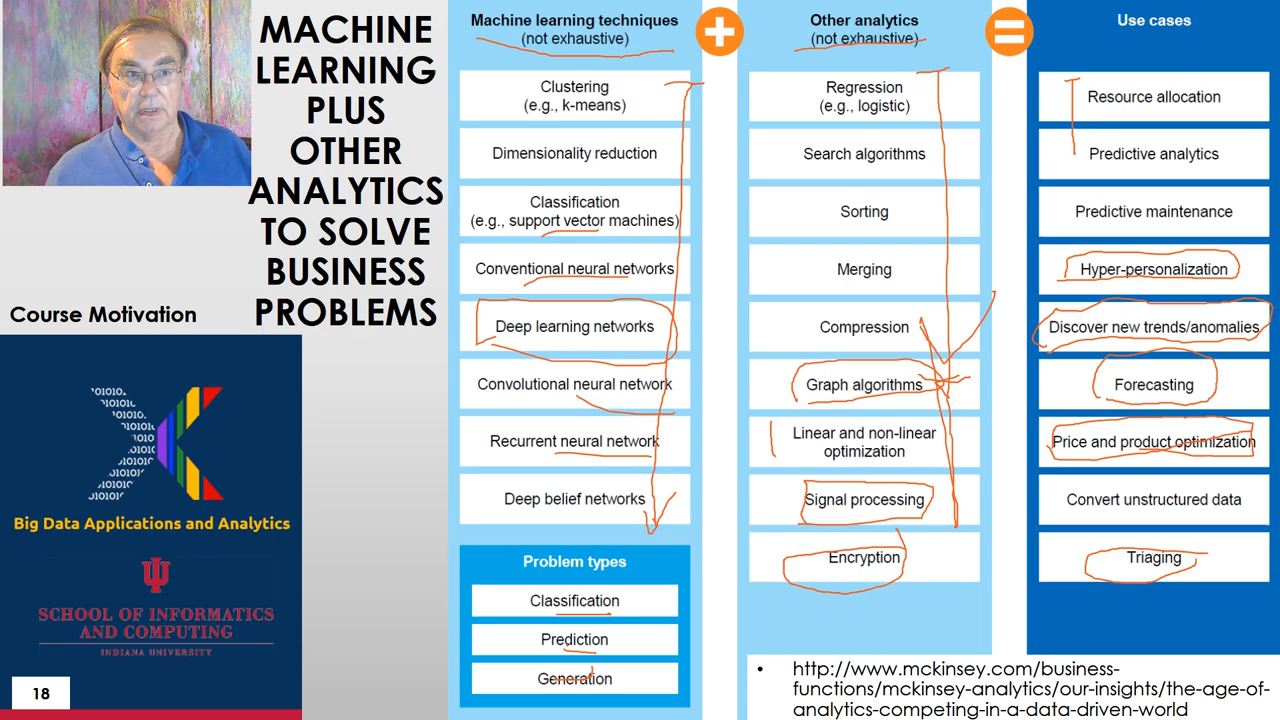 MACHINE
LEARNING
PLUS
OTHER
ANALYTICS
TO SOLVE
BUSINESS
PROBLEMS
Course Motivation
01010101
Big Data Applications and Analytics
SCHOOL OF INFORMATICS
AND COMPUTING
INDIANA UNIVERSITY
18
Machine learning techniques
(not exhaustive)
Clustering
(e.g., k-means)
Dimensionality reduction
Classification
(e.g., support vector machines)
Conventional neural networks
Deep learning networks
Convolutional neural network
Recurrent neural network
Deep belief networks
Problem types
Classification
Prediction
Generation
+
Other analytics
(not exhaustive)
Regression
(e.g., logistic)
Search algorithms
Sorting
Merging
Compression
Graph algorithms
Linear and non-linear
optimization
Signal processing
Encryption
=
Use cases
Resource allocation
Predictive analytics
Predictive maintenance
Hyper-personalization
Discover new trends/anomalies
Forecasting
Price and product optimization
Convert unstructured data
Triaging
• http://www.mckinsey.com/business-
functions/mckinsey-analytics/our-insights/the-age-of-
analytics-competing-in-a-data-driven-world